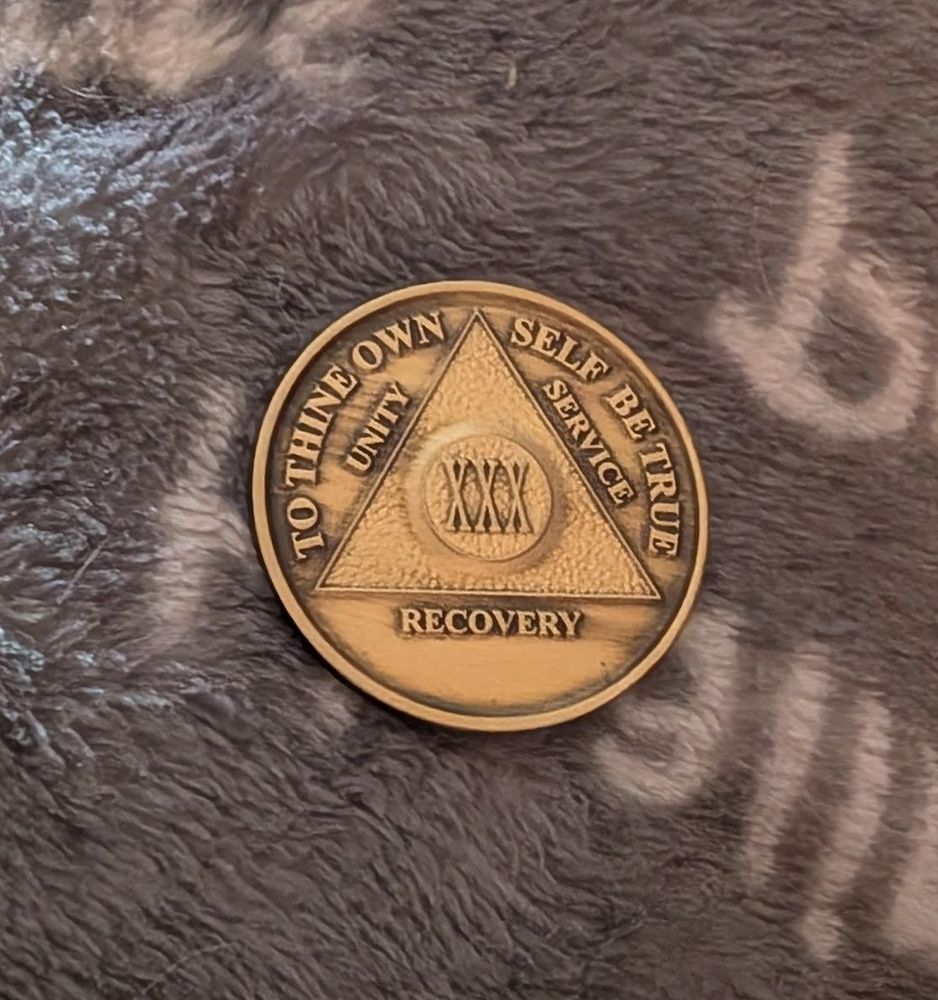 TO THINE OWN SELF BE TRUE
UNITY
SERVICE
XXX
RECOVERY